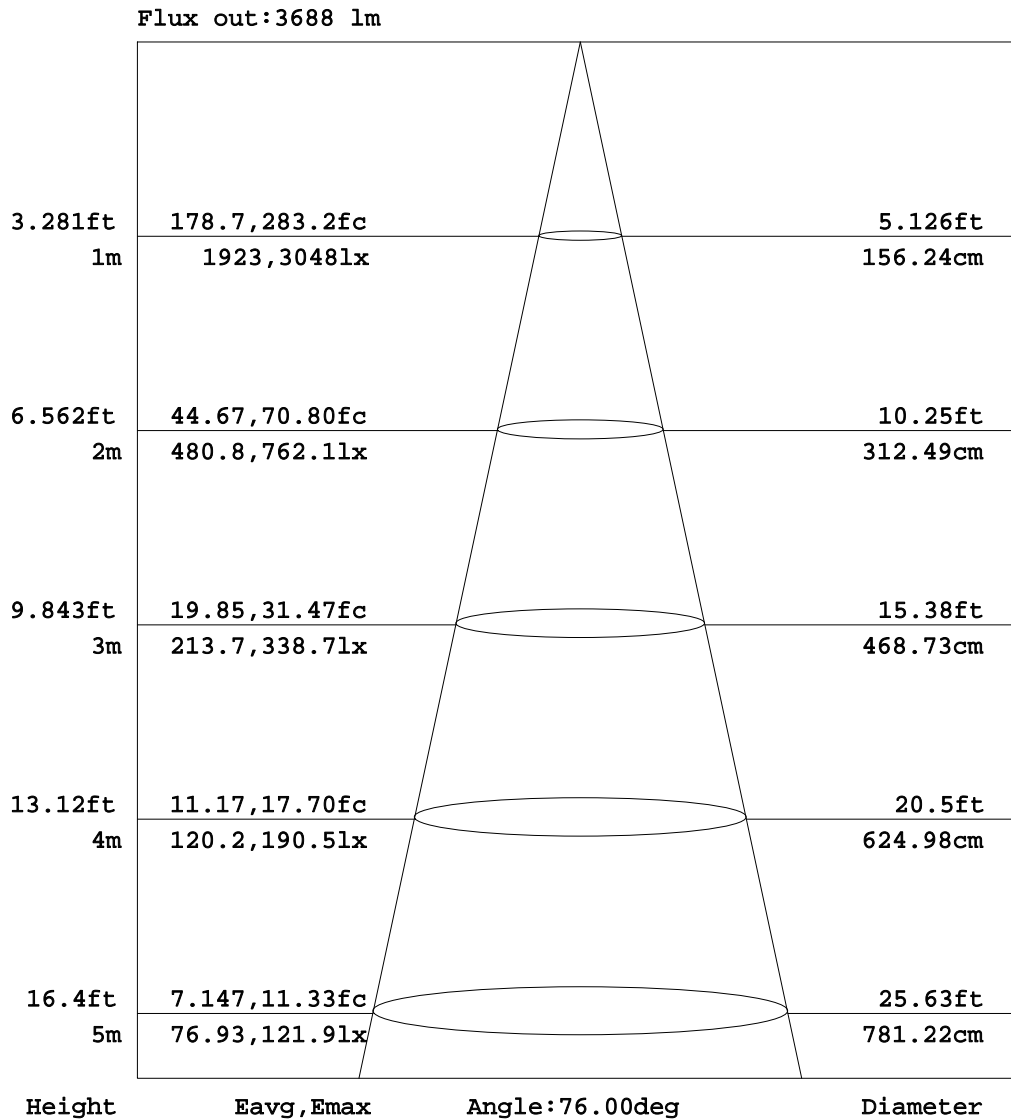 Flux out:3688 lm
3.281ft 178.7,283.2fc 5.126ft
1m 1923,3048lx 156.24cm
6.562ft 44.67,70.80fc 10.25ft
2m 480.8,762.1lx 312.49cm
9.843ft 19.85,31.47fc 15.38ft
3m 213.7,338.7lx 468.73cm
13.12ft 11.17,17.70fc 20.5ft
4m 120.2,190.5lx 624.98cm
16.4ft 7.147,11.33fc 25.63ft
5m 76.93,121.9lx 781.22cm
Height Eavg,Emax Angle:76.00deg Diameter